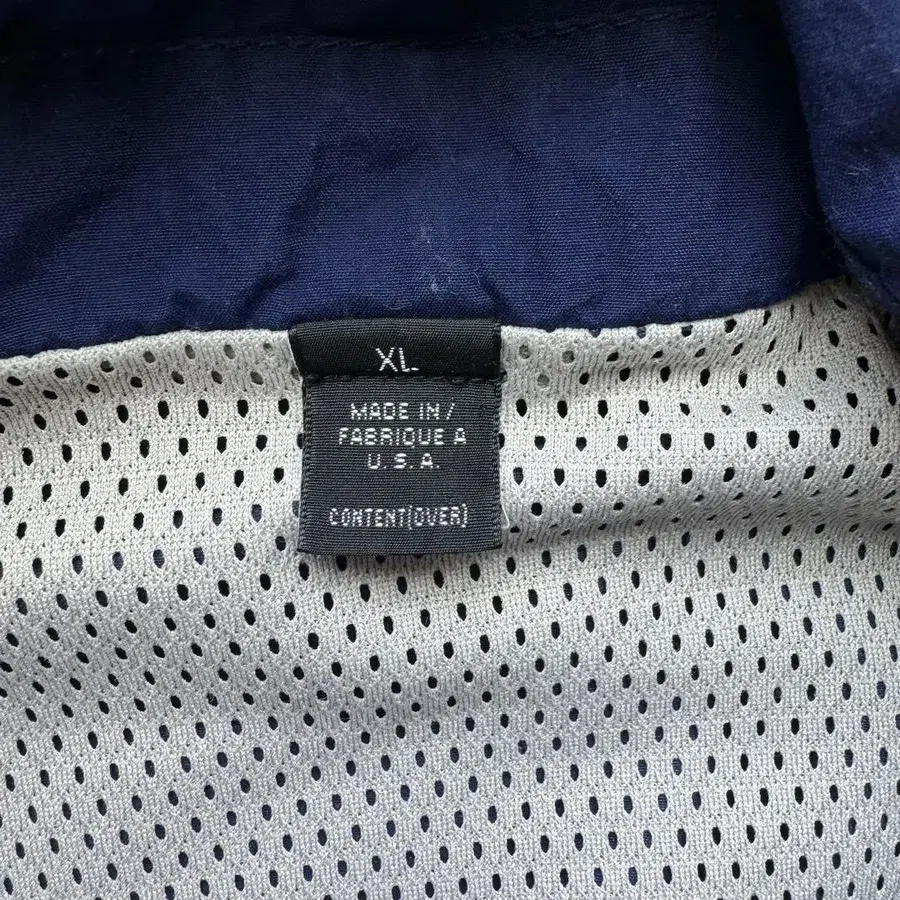 XL
MADE IN/
FABRIQUE A
U.S.A.
CONTENT(OVER)